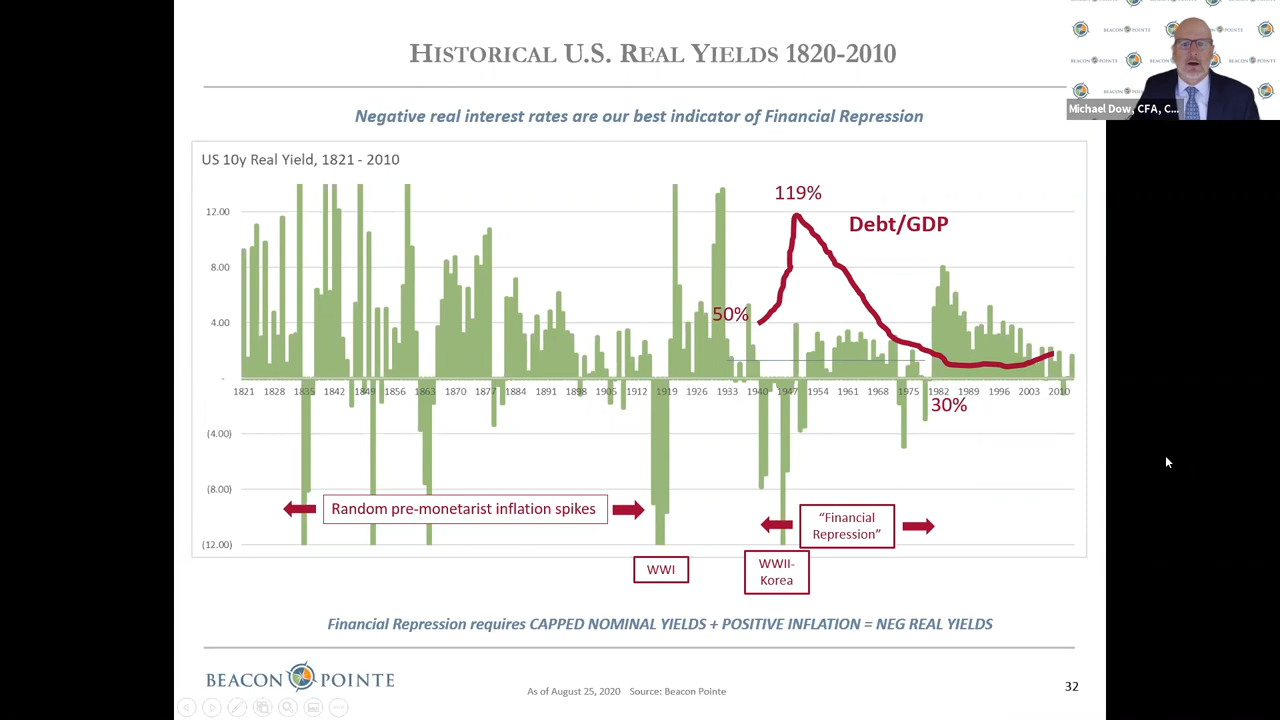 HISTORICAL U.S. REAL YIELDS 1820-2010
BEACON POINTE
BEACON POINTE
Michael Dow, CFA, C...
Negative real interest rates are our best indicator of Financial Repression
US 10y Real Yield, 1821 - 2010
119%
12.00
Debt/GDP
8.00
50%
4.00
-
1821 1828 1835 1842 1849 1856 1863 1870 1877 1884 1891 1898 1905 1912 1919 1926 1933 1940 1947 1954 1961 1968 1975 1982 1989 1996 2003 2010
30%
(4.00)
(8.00)
Random pre-monetarist inflation spikes
"Financial
Repression"
(12.00)
WWI
WWII-
Korea
Financial Repression requires CAPPED NOMINAL YIELDS + POSITIVE INFLATION = NEG REAL YIELDS
BEACON POINTE
As of August 25, 2020 Source: Beacon Pointe
32